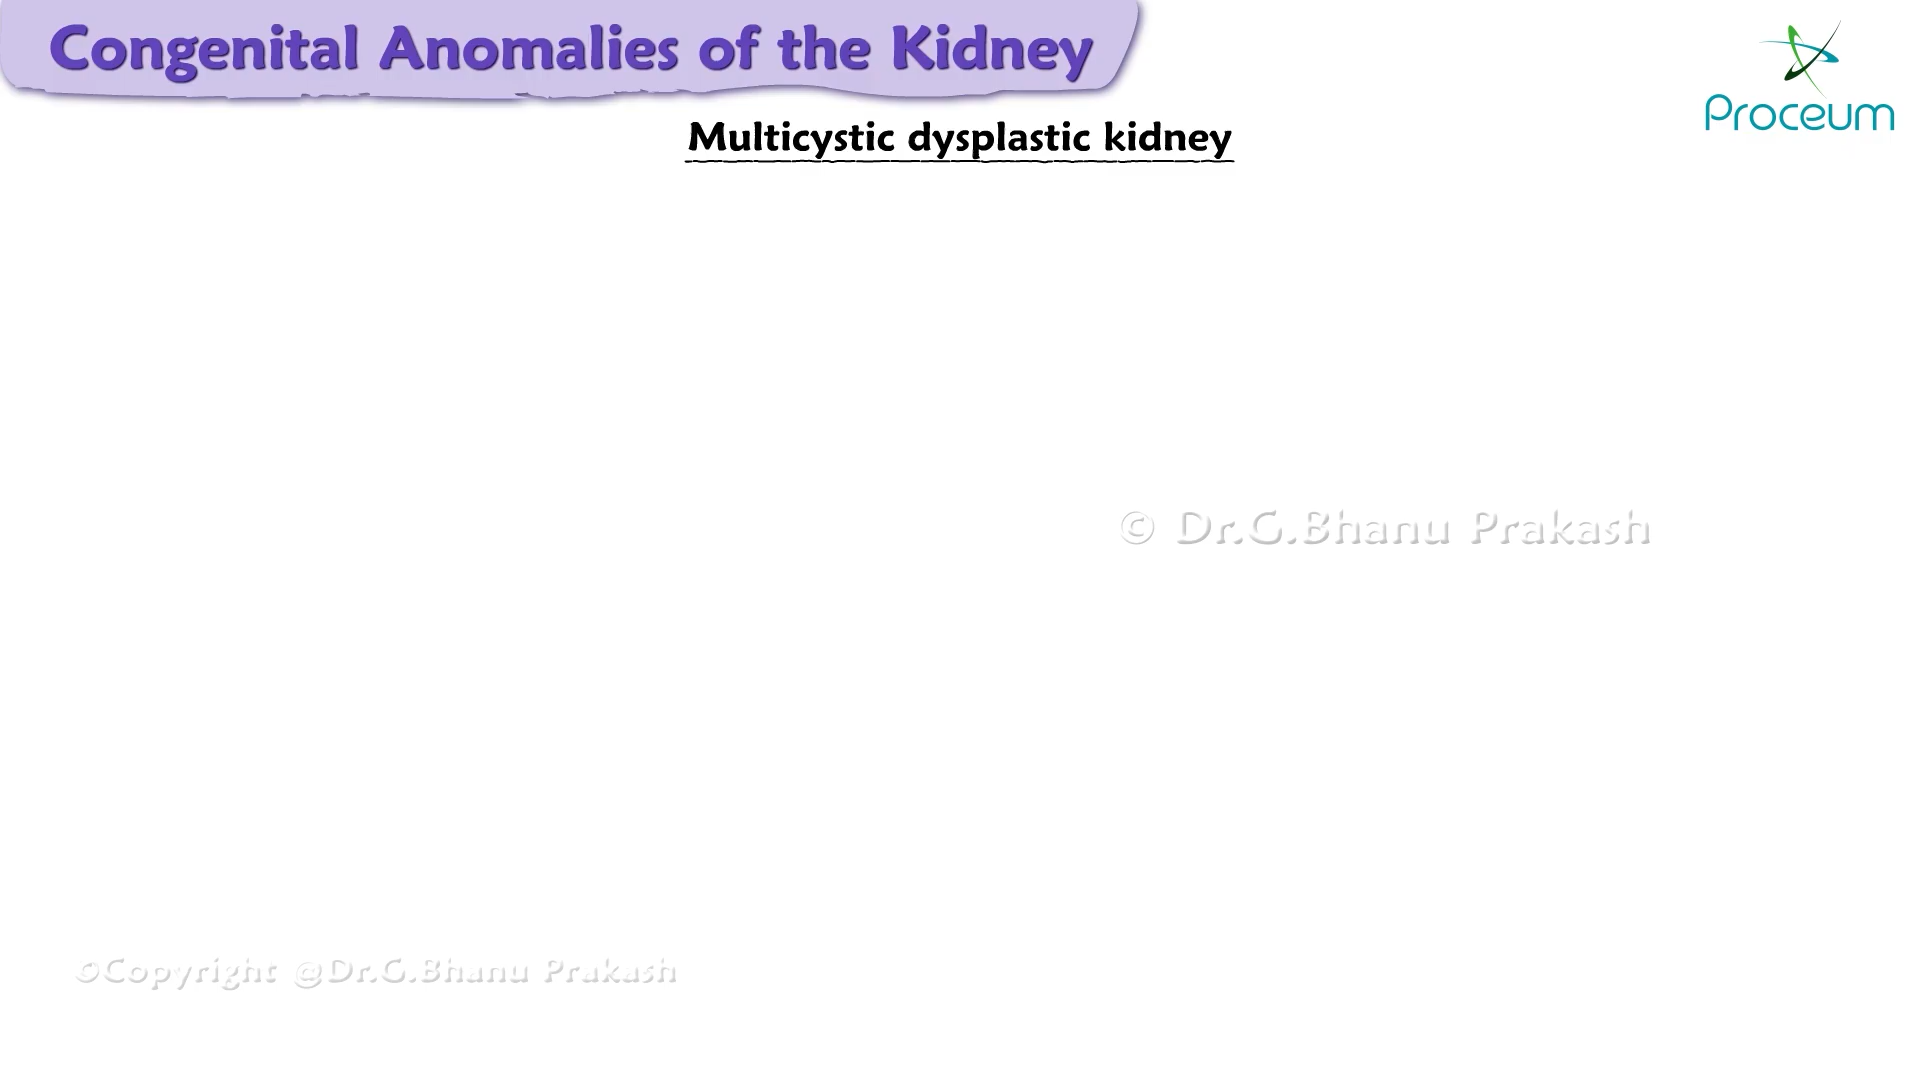 Congenital Anomalies of the Kidney
Proceum
Multicystic dysplastic kidney
© Dr.G.Bhanu Prakash
©Copyright @Dr.G.Bhanu Prakash